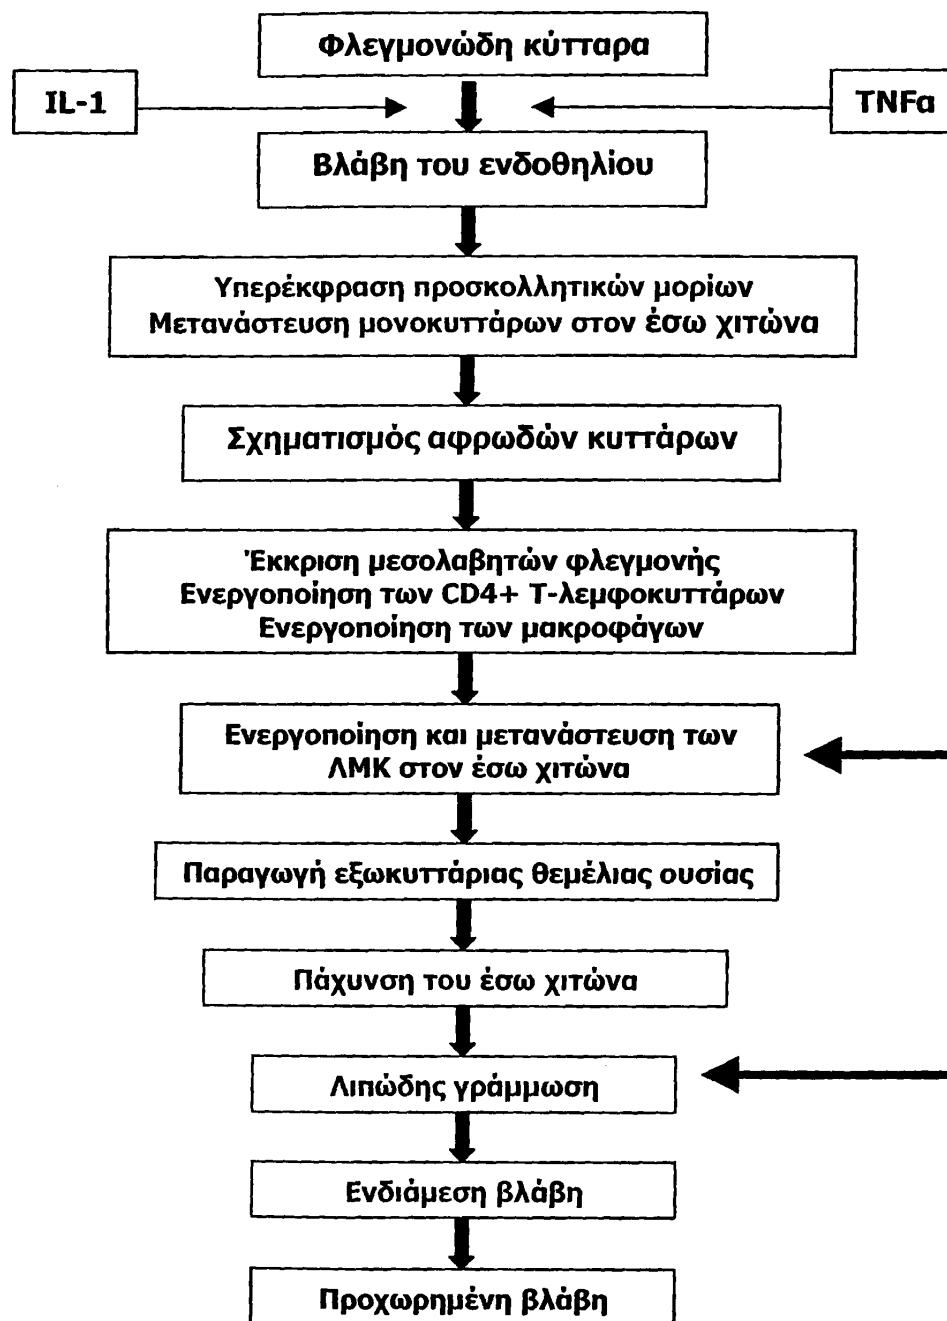 Φλεγμονώδη κύτταρα
IL-1
TNFα
Βλάβη του ενδοθηλίου
Υπερέκφραση προσκολλητικών μορίων
Μετανάστευση μονοκυττάρων στον έσω χιτώνα
Σχηματισμός αφρωδών κυττάρων
Έκκριση μεσολαβητών φλεγμονής
Ενεργοποίηση των CD4+ Τ-λεμφοκυττάρων
Ενεργοποίηση των μακροφάγων
Ενεργοποίηση και μετανάστευση των
ΛΜΚ στον έσω χιτώνα
Παραγωγή εξωκυττάριας θεμέλιας ουσίας
Πάχυνση του έσω χιτώνα
Λιπώδης γράμμωση
Ενδιάμεση βλάβη
Προχωρημένη βλάβη